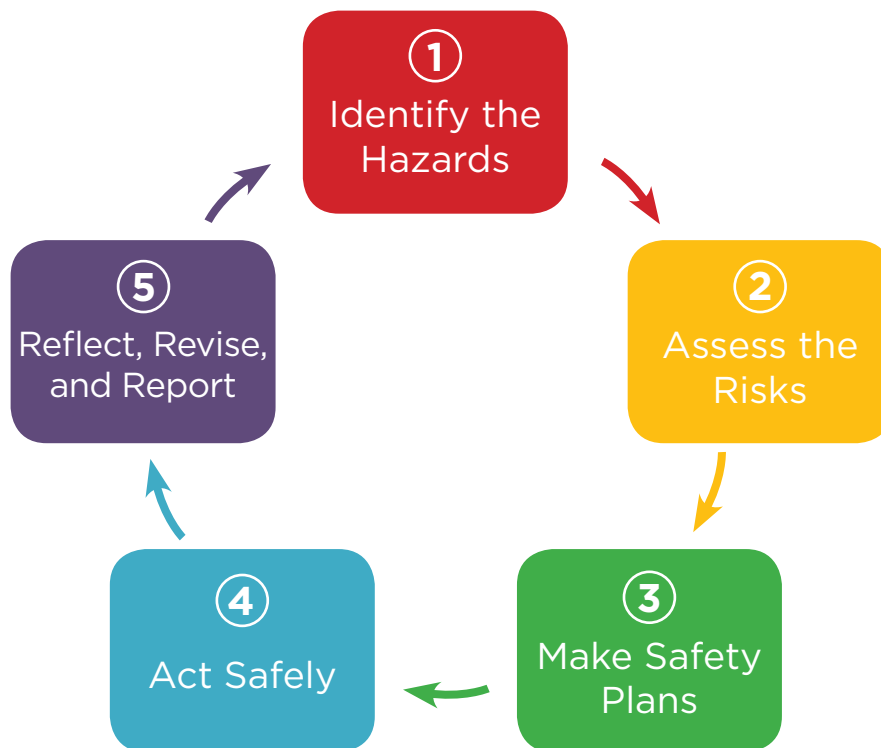 1
Identify the
Hazards
2
Assess the
Risks
3
Make Safety
Plans
4
Act Safely
5
Reflect, Revise,
and Report